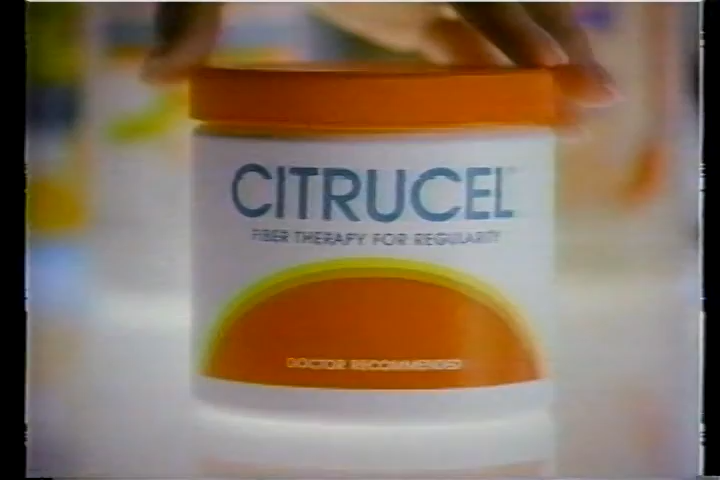 CITRUCEL
FIBER THERAPY FOR REGULARITY
DOCTOR RECOMMENDED